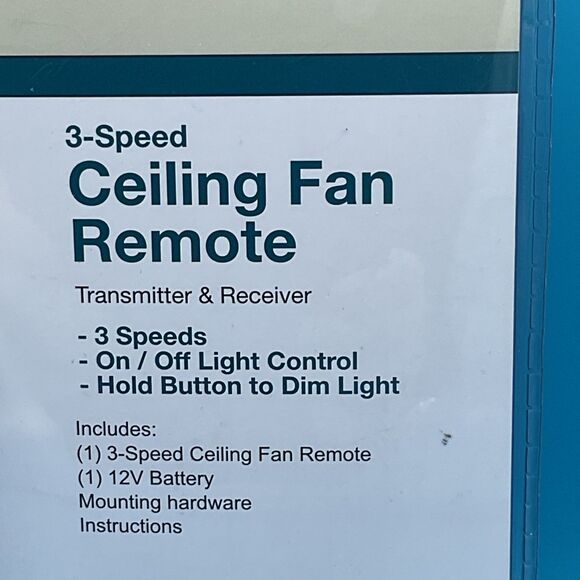 3-Speed
Ceiling Fan
Remote
Transmitter & Receiver
- 3 Speeds
- On / Off Light Control
- Hold Button to Dim Light
Includes:
(1) 3-Speed Ceiling Fan Remote
(1) 12V Battery
Mounting hardware
Instructions